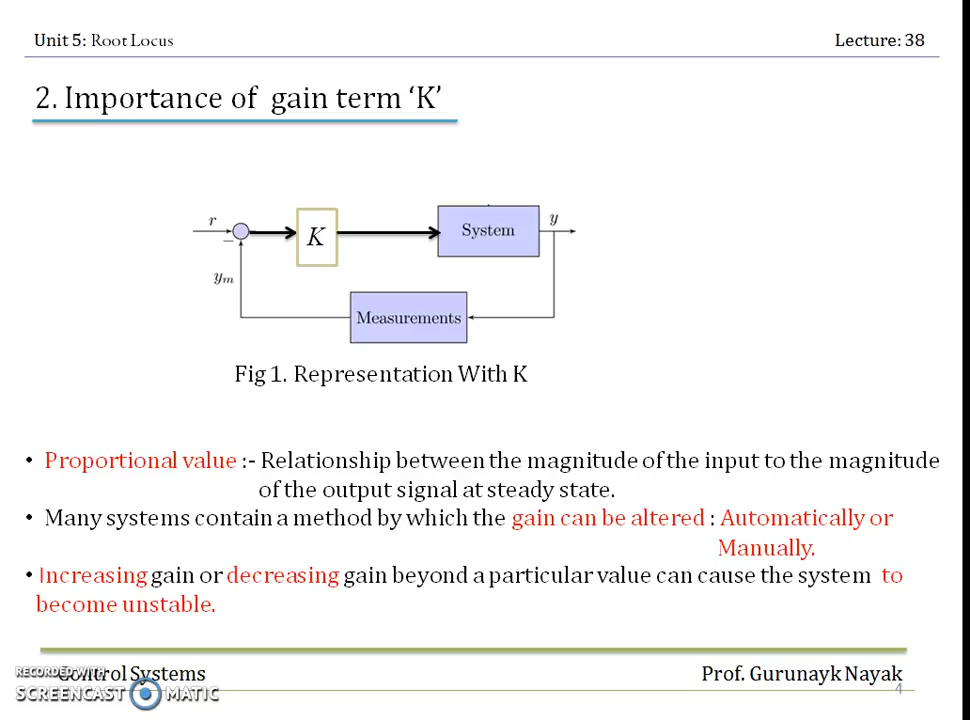 Unit 5: Root Locus
Lecture: 38
2. Importance of gain term ‘K’
r
K
System
y
−
y_m
Measurements
Fig 1. Representation With K
• Proportional value :- Relationship between the magnitude of the input to the magnitude
of the output signal at steady state.
• Many systems contain a method by which the gain can be altered : Automatically or
Manually.
• Increasing gain or decreasing gain beyond a particular value can cause the system to
become unstable.
RECORDED WITH
Control Systems
Prof. Gurunayk Nayak
SCREENCAST MATIC
4